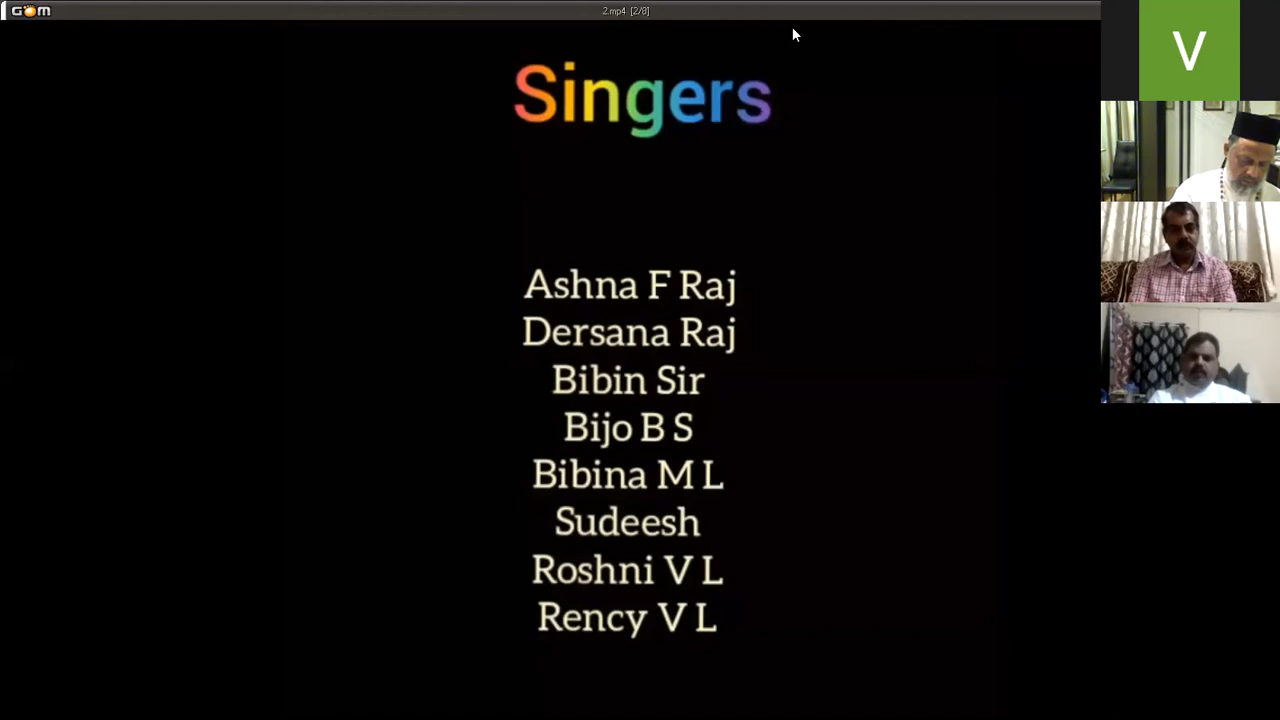 GOM
2.mp4 [2/8]
V
Singers
Ashna F Raj
Dersana Raj
Bibin Sir
Bijo B S
Bibina M L
Sudeesh
Roshni V L
Rency V L